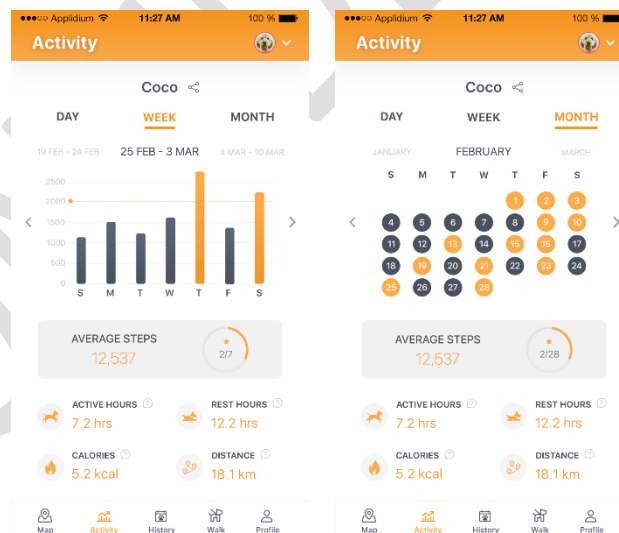 Applidium 11:27 AM 100 %
Activity
Coco
DAY WEEK MONTH
19 FEB - 24 FEB 25 FEB - 3 MAR 4 MAR - 10 MAR
2500
2000
1500
1000
500
0
S M T W T F S
AVERAGE STEPS
12,537
2/7
ACTIVE HOURS ?
7.2 hrs
REST HOURS ?
12.2 hrs
CALORIES ?
5.2 kcal
DISTANCE ?
18.1 km
Map Activity History Walk Profile
Applidium 11:27 AM 100 %
Activity
Coco
DAY WEEK MONTH
JANUARY FEBRUARY MARCH
S M T W T F S
1 2 3
4 5 6 7 8 9 10
11 12 13 14 15 16 17
18 19 20 21 22 23 24
25 26 27 28
AVERAGE STEPS
12,537
2/28
ACTIVE HOURS ?
7.2 hrs
REST HOURS ?
12.2 hrs
CALORIES ?
5.2 kcal
DISTANCE ?
18.1 km
Map Activity History Walk Profile